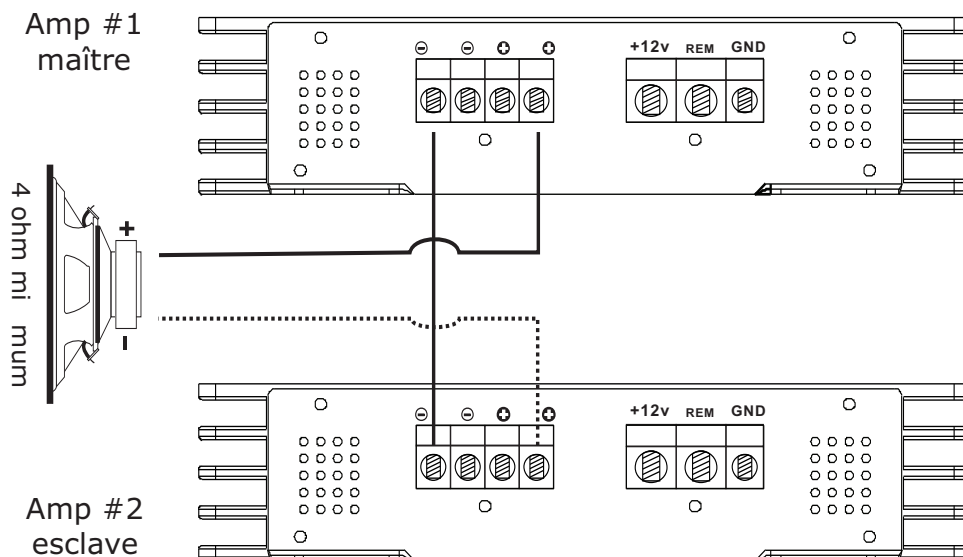 Amp #1
maître
⊖ ⊖ ⊕ ⊕
+12v REM GND
4 ohm mi mum
+
-
⊖ ⊖ ⊕ ⊕
+12v REM GND
Amp #2
esclave